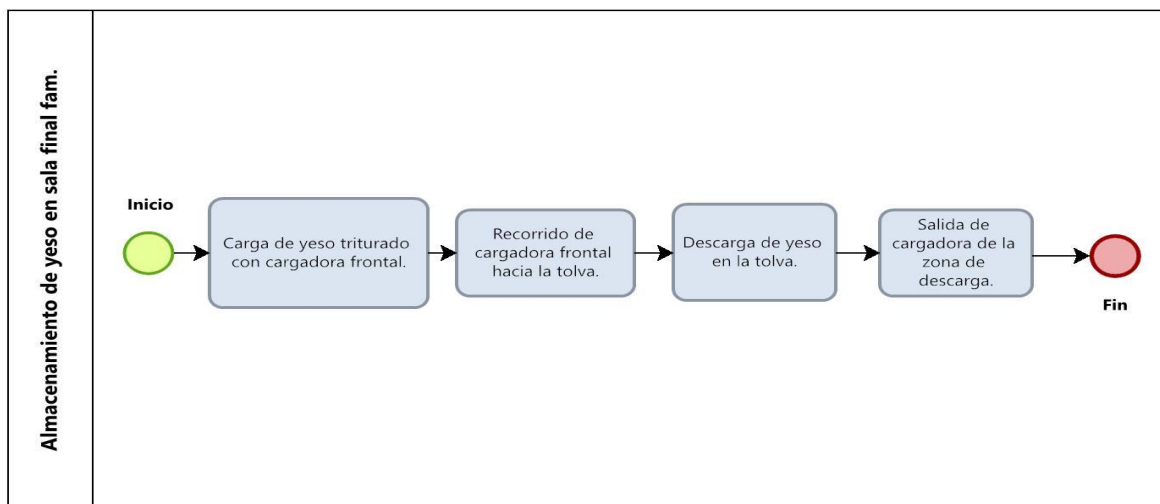 Almacenamiento de yeso en sala final fam.
Inicio
Carga de yeso triturado
con cargadora frontal.
Recorrido de
cargadora frontal
hacia la tolva.
Descarga de yeso
en la tolva.
Salida de
cargadora de la
zona de
descarga.
Fin